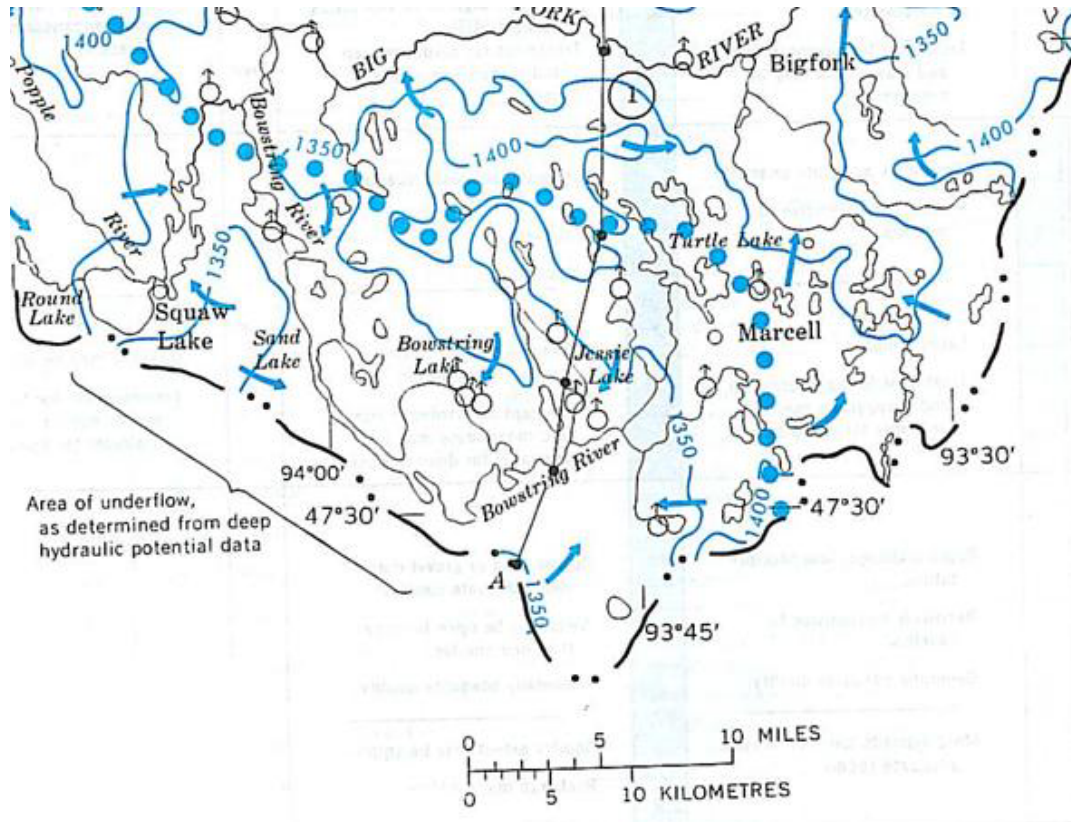 400
BIG
FORK
RIVER
Bigfork
1350
Popple
River
Bowstring
River
1350
1400
1
1400
1350
Turtle Lake
Round
Lake
Squaw
Lake
Sand
Lake
Bowstring
Lake
Jessie
Lake
Marcell
1350
93°30′
94°00′
47°30′
Bowstring River
1400
47°30′
Area of underflow,
as determined from deep
hydraulic potential data
A
1350
93°45′
0 5 10 MILES
0 5 10 KILOMETRES